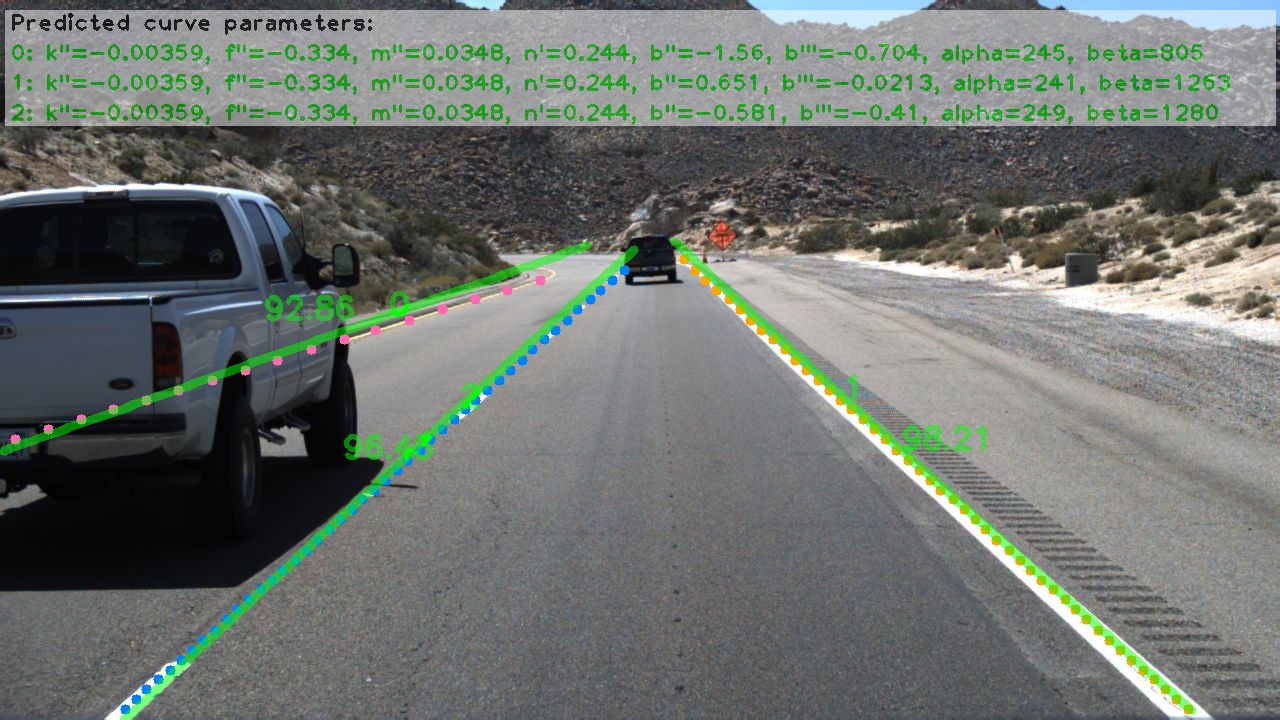 Predicted curve parameters:
0: k''=-0.00359, f''=-0.334, m''=0.0348, n'=0.244, b''=-1.56, b'''=-0.704, alpha=245, beta=805
1: k''=-0.00359, f''=-0.334, m''=0.0348, n'=0.244, b''=0.651, b'''=-0.0213, alpha=241, beta=1263
2: k''=-0.00359, f''=-0.334, m''=0.0348, n'=0.244, b''=-0.581, b'''=-0.41, alpha=249, beta=1280
92.86 0
2 1
98.21